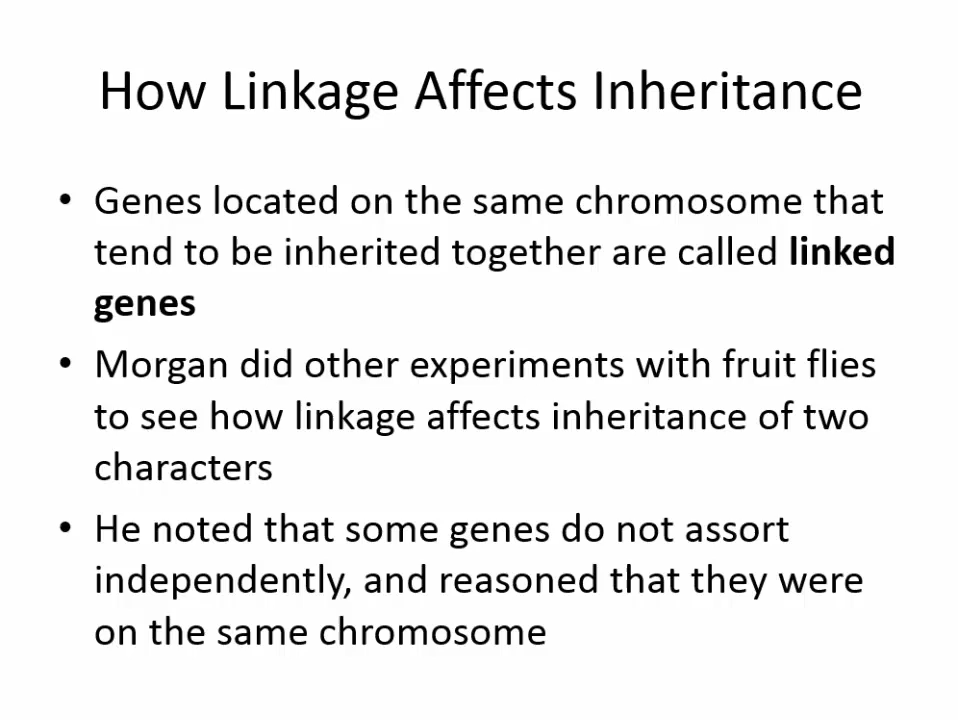 How Linkage Affects Inheritance
• Genes located on the same chromosome that
tend to be inherited together are called linked
genes
• Morgan did other experiments with fruit flies
to see how linkage affects inheritance of two
characters
• He noted that some genes do not assort
independently, and reasoned that they were
on the same chromosome